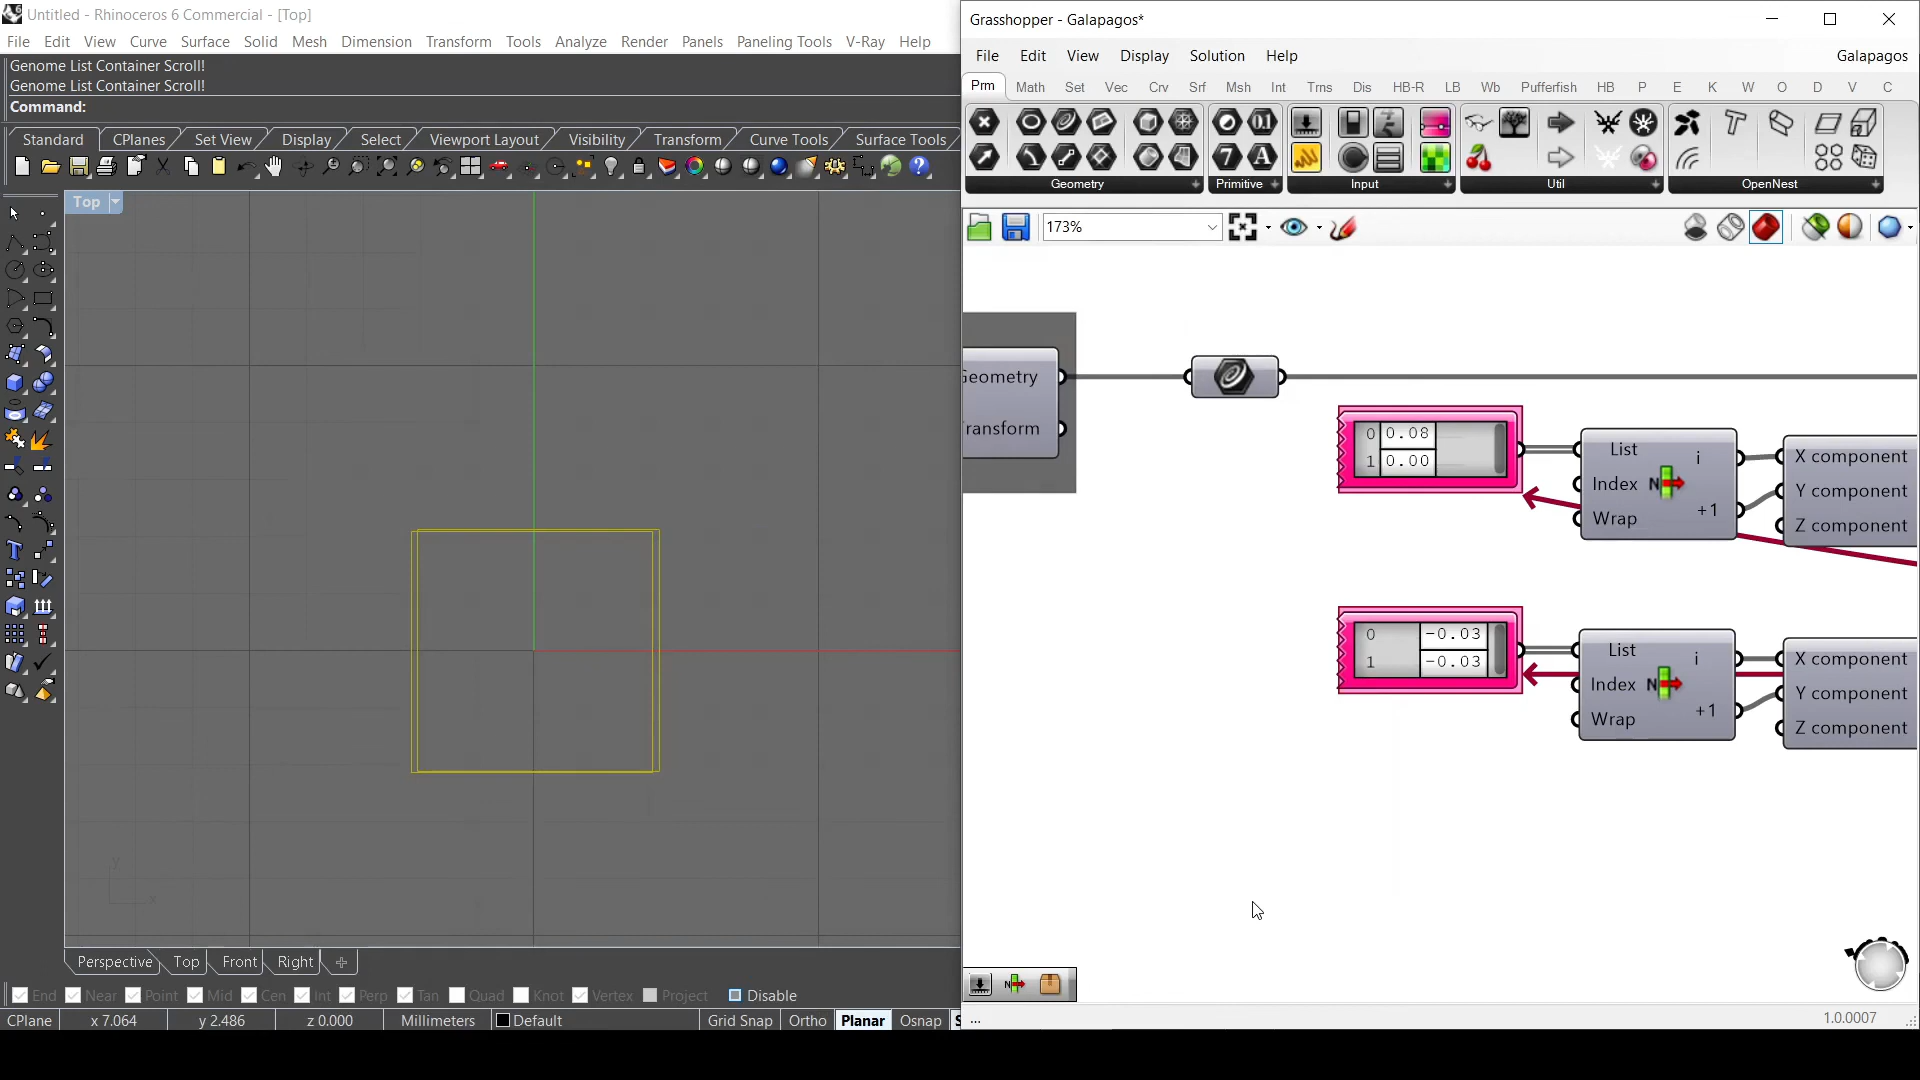 Untitled - Rhinoceros 6 Commercial - [Top]
File Edit View Curve Surface Solid Mesh Dimension Transform Tools Analyze Render Panels Paneling Tools V-Ray Help
Genome List Container Scroll!
Genome List Container Scroll!
Command:
Standard CPlanes Set View Display Select Viewport Layout Visibility Transform Curve Tools Surface Tools
Top
y
x
Perspective Top Front Right
End Near Point Mid Cen Int Perp Tan Quad Knot Vertex Project Disable
CPlane x 7.064 y 2.486 z 0.000 Millimeters Default Grid Snap Ortho Planar Osnap S
Grasshopper - Galapagos*
File Edit View Display Solution Help Galapagos
Prm Math Set Vec Crv Srf Msh Int Trns Dis HB-R LB Wb Pufferfish HB P E K W O D V C
Geometry Primitive Input Util OpenNest
173%
Geometry
Transform
0 0.08
1 0.00
List
Index
Wrap
N
i
+1
X component
Y component
Z component
0 -0.03
1 -0.03
List
Index
Wrap
N
i
+1
X component
Y component
Z component
...
1.0.0007